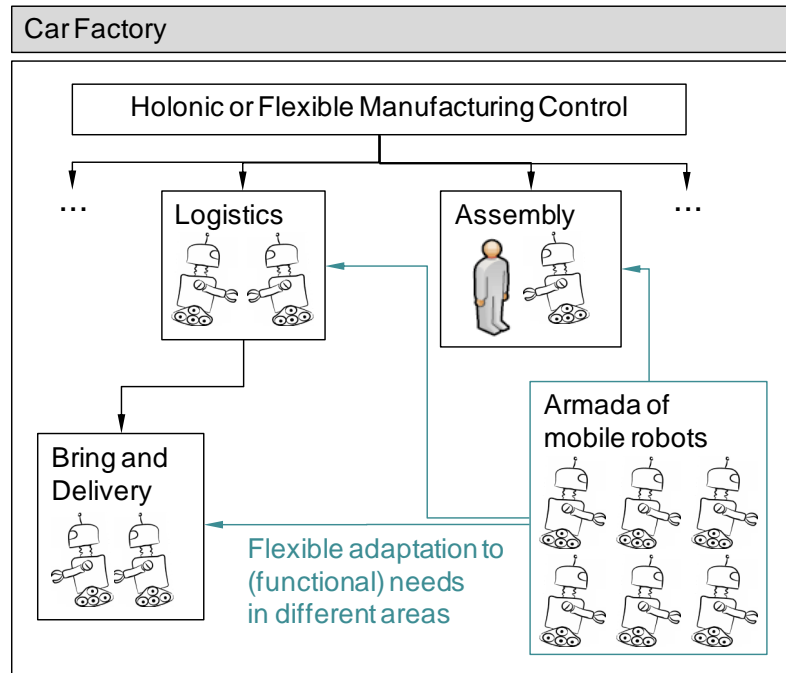 Car Factory
Holonic or Flexible Manufacturing Control
...
Logistics
Assembly
...
Armada of
mobile robots
Bring and
Delivery
Flexible adaptation to
(functional) needs
in different areas